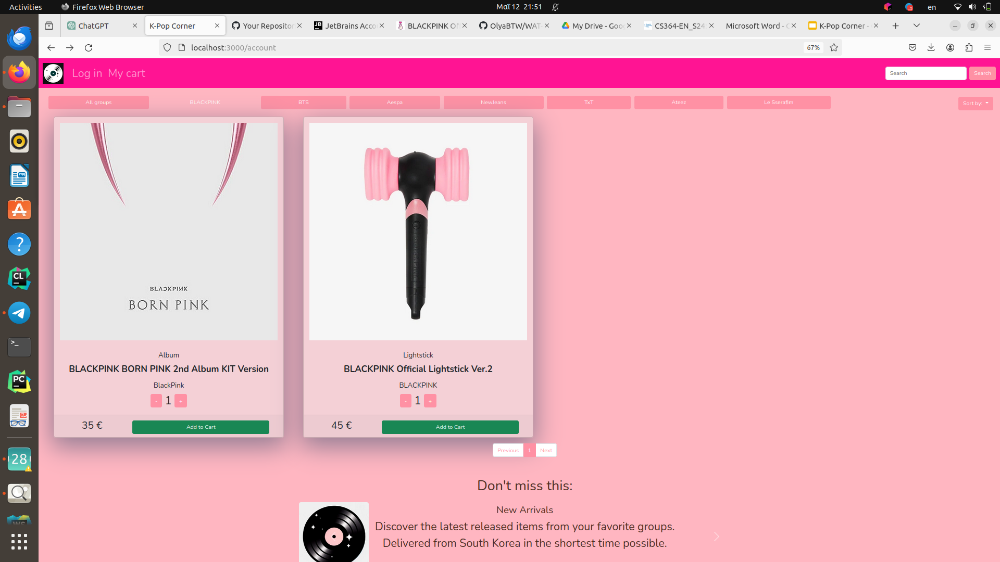 Activities
Firefox Web Browser
Маї 12 21:51
en
ChatGPT
K-Pop Corner
Your Repositor
JetBrains Acco
BLACKPINK Of
OlyaBTW/WAT-
My Drive - Goog
CS364-EN_S24
Microsoft Word - C
K-Pop Corner -
localhost:3000/account
67%
Log in
My cart
Search
Search
All groups
BLACKPINK
BTS
Aespa
NewJeans
TxT
Ateez
Le Sserafim
Sort by:
BLACKPINK
BORN PINK
Album
BLACKPINK BORN PINK 2nd Album KIT Version
BlackPink
- 1 +
35 €
Add to Cart
Lightstick
BLACKPINK Official Lightstick Ver.2
BLACKPINK
- 1 +
45 €
Add to Cart
Previous
1
Next
Don't miss this:
New Arrivals
Discover the latest released items from your favorite groups.
Delivered from South Korea in the shortest time possible.
JB
CL
>_
PC
28
WS